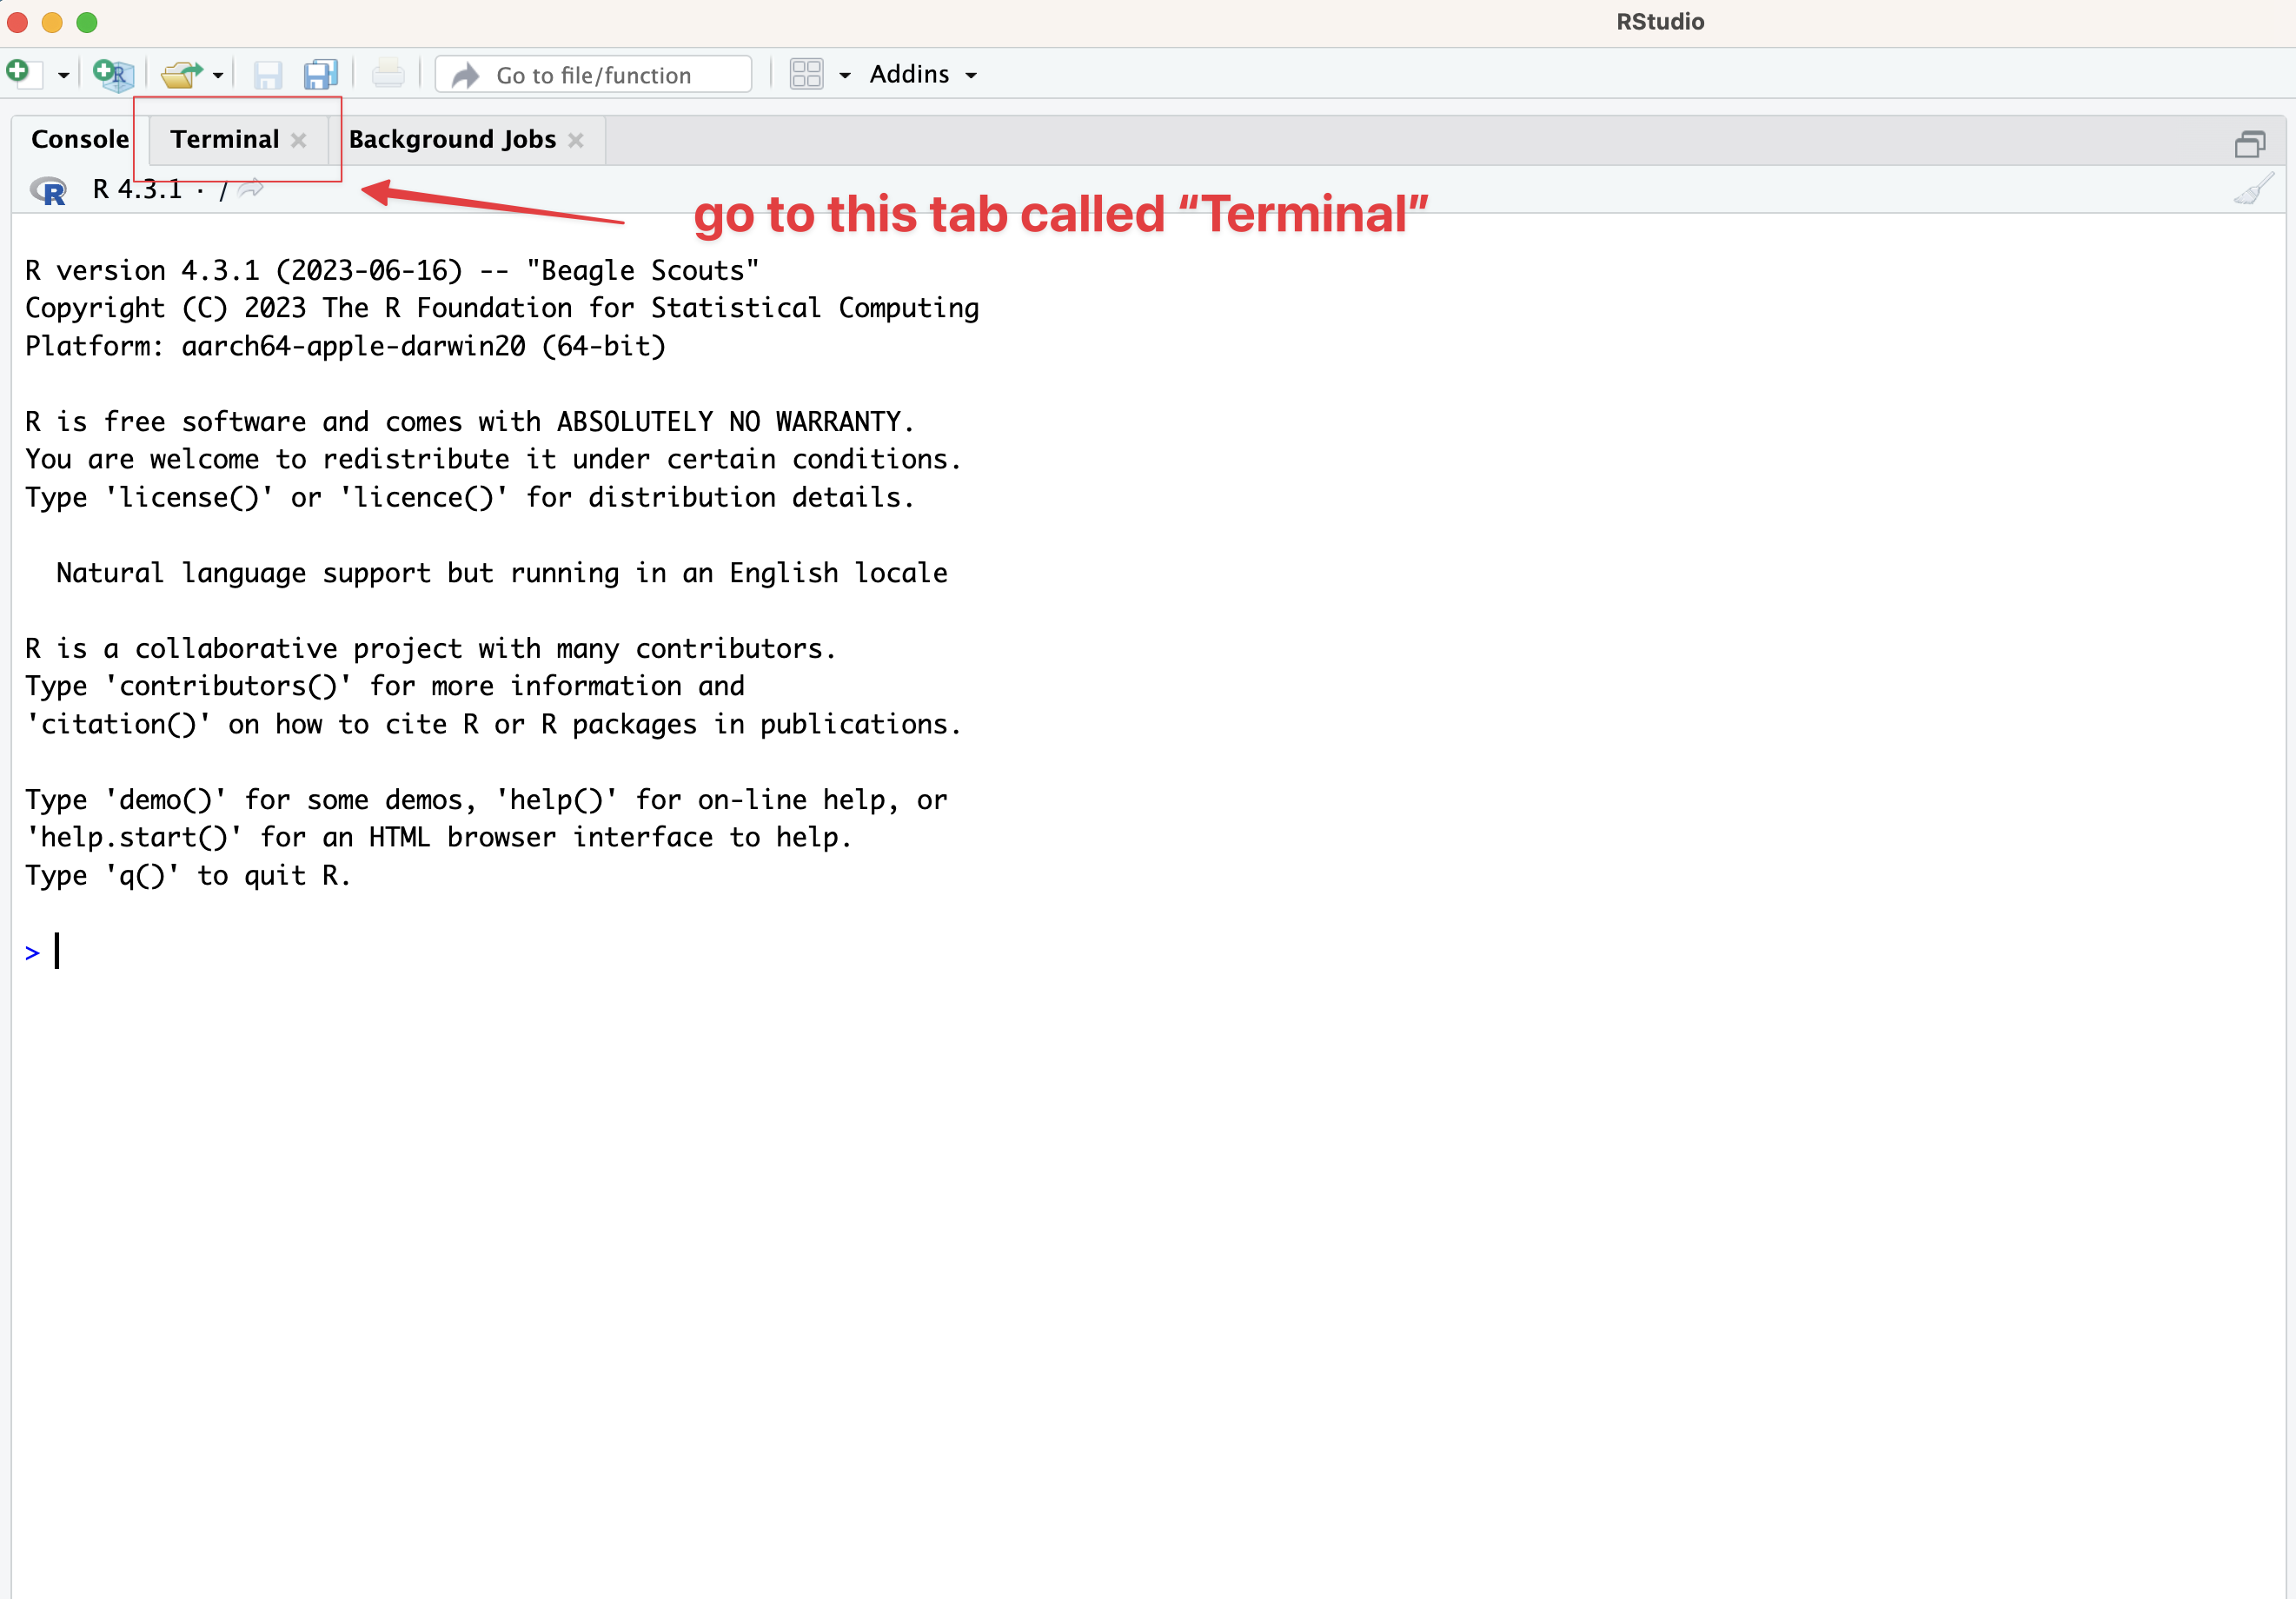 RStudio
R
Go to file/function
Addins
Console Terminal × Background Jobs ×
R R 4.3.1 · /
go to this tab called “Terminal”
R version 4.3.1 (2023-06-16) -- "Beagle Scouts"
Copyright (C) 2023 The R Foundation for Statistical Computing
Platform: aarch64-apple-darwin20 (64-bit)
R is free software and comes with ABSOLUTELY NO WARRANTY.
You are welcome to redistribute it under certain conditions.
Type 'license()' or 'licence()' for distribution details.
Natural language support but running in an English locale
R is a collaborative project with many contributors.
Type 'contributors()' for more information and
'citation()' on how to cite R or R packages in publications.
Type 'demo()' for some demos, 'help()' for on-line help, or
'help.start()' for an HTML browser interface to help.
Type 'q()' to quit R.
>